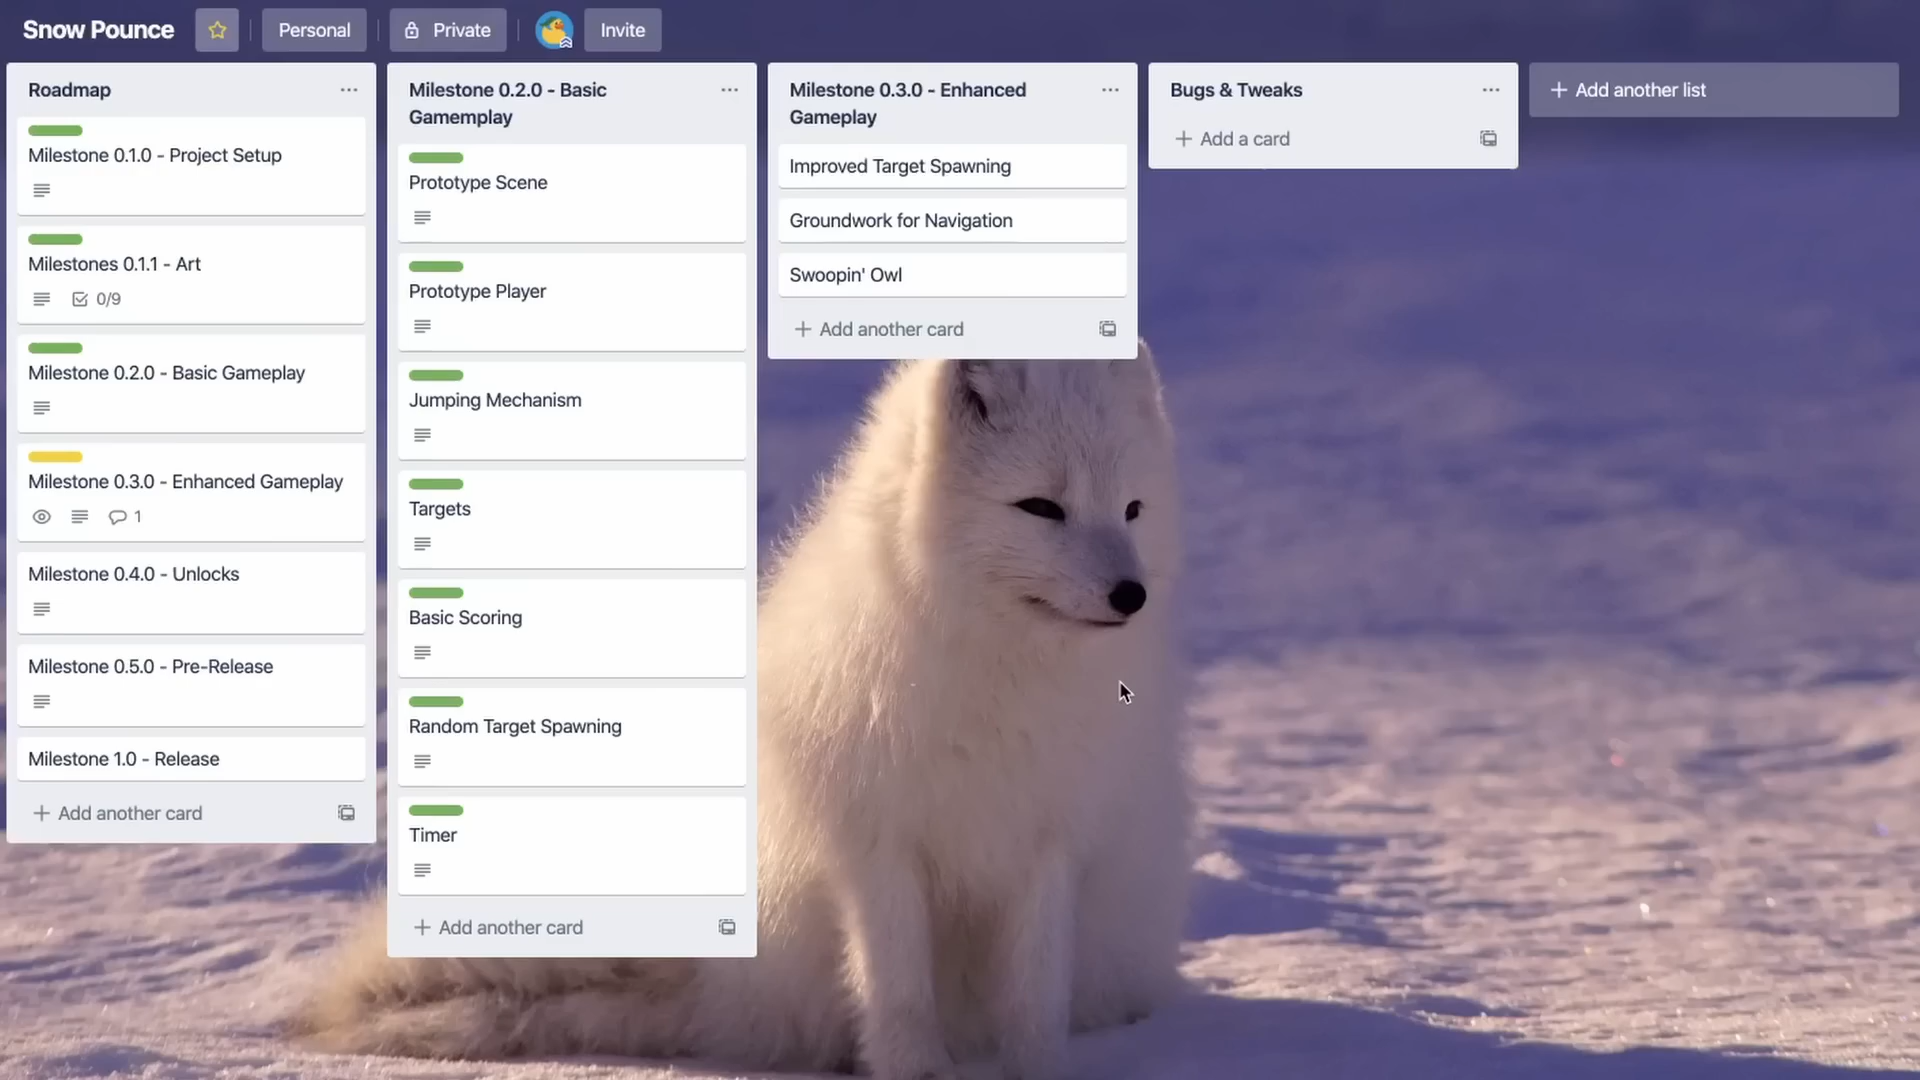 Snow Pounce
Personal
Private
Invite
Roadmap
Milestone 0.1.0 - Project Setup
Milestones 0.1.1 - Art
0/9
Milestone 0.2.0 - Basic Gameplay
Milestone 0.3.0 - Enhanced Gameplay
1
Milestone 0.4.0 - Unlocks
Milestone 0.5.0 - Pre-Release
Milestone 1.0 - Release
+ Add another card
Milestone 0.2.0 - Basic
Gamemplay
Prototype Scene
Prototype Player
Jumping Mechanism
Targets
Basic Scoring
Random Target Spawning
Timer
+ Add another card
Milestone 0.3.0 - Enhanced
Gameplay
Improved Target Spawning
Groundwork for Navigation
Swoopin' Owl
+ Add another card
Bugs & Tweaks
+ Add a card
+ Add another list